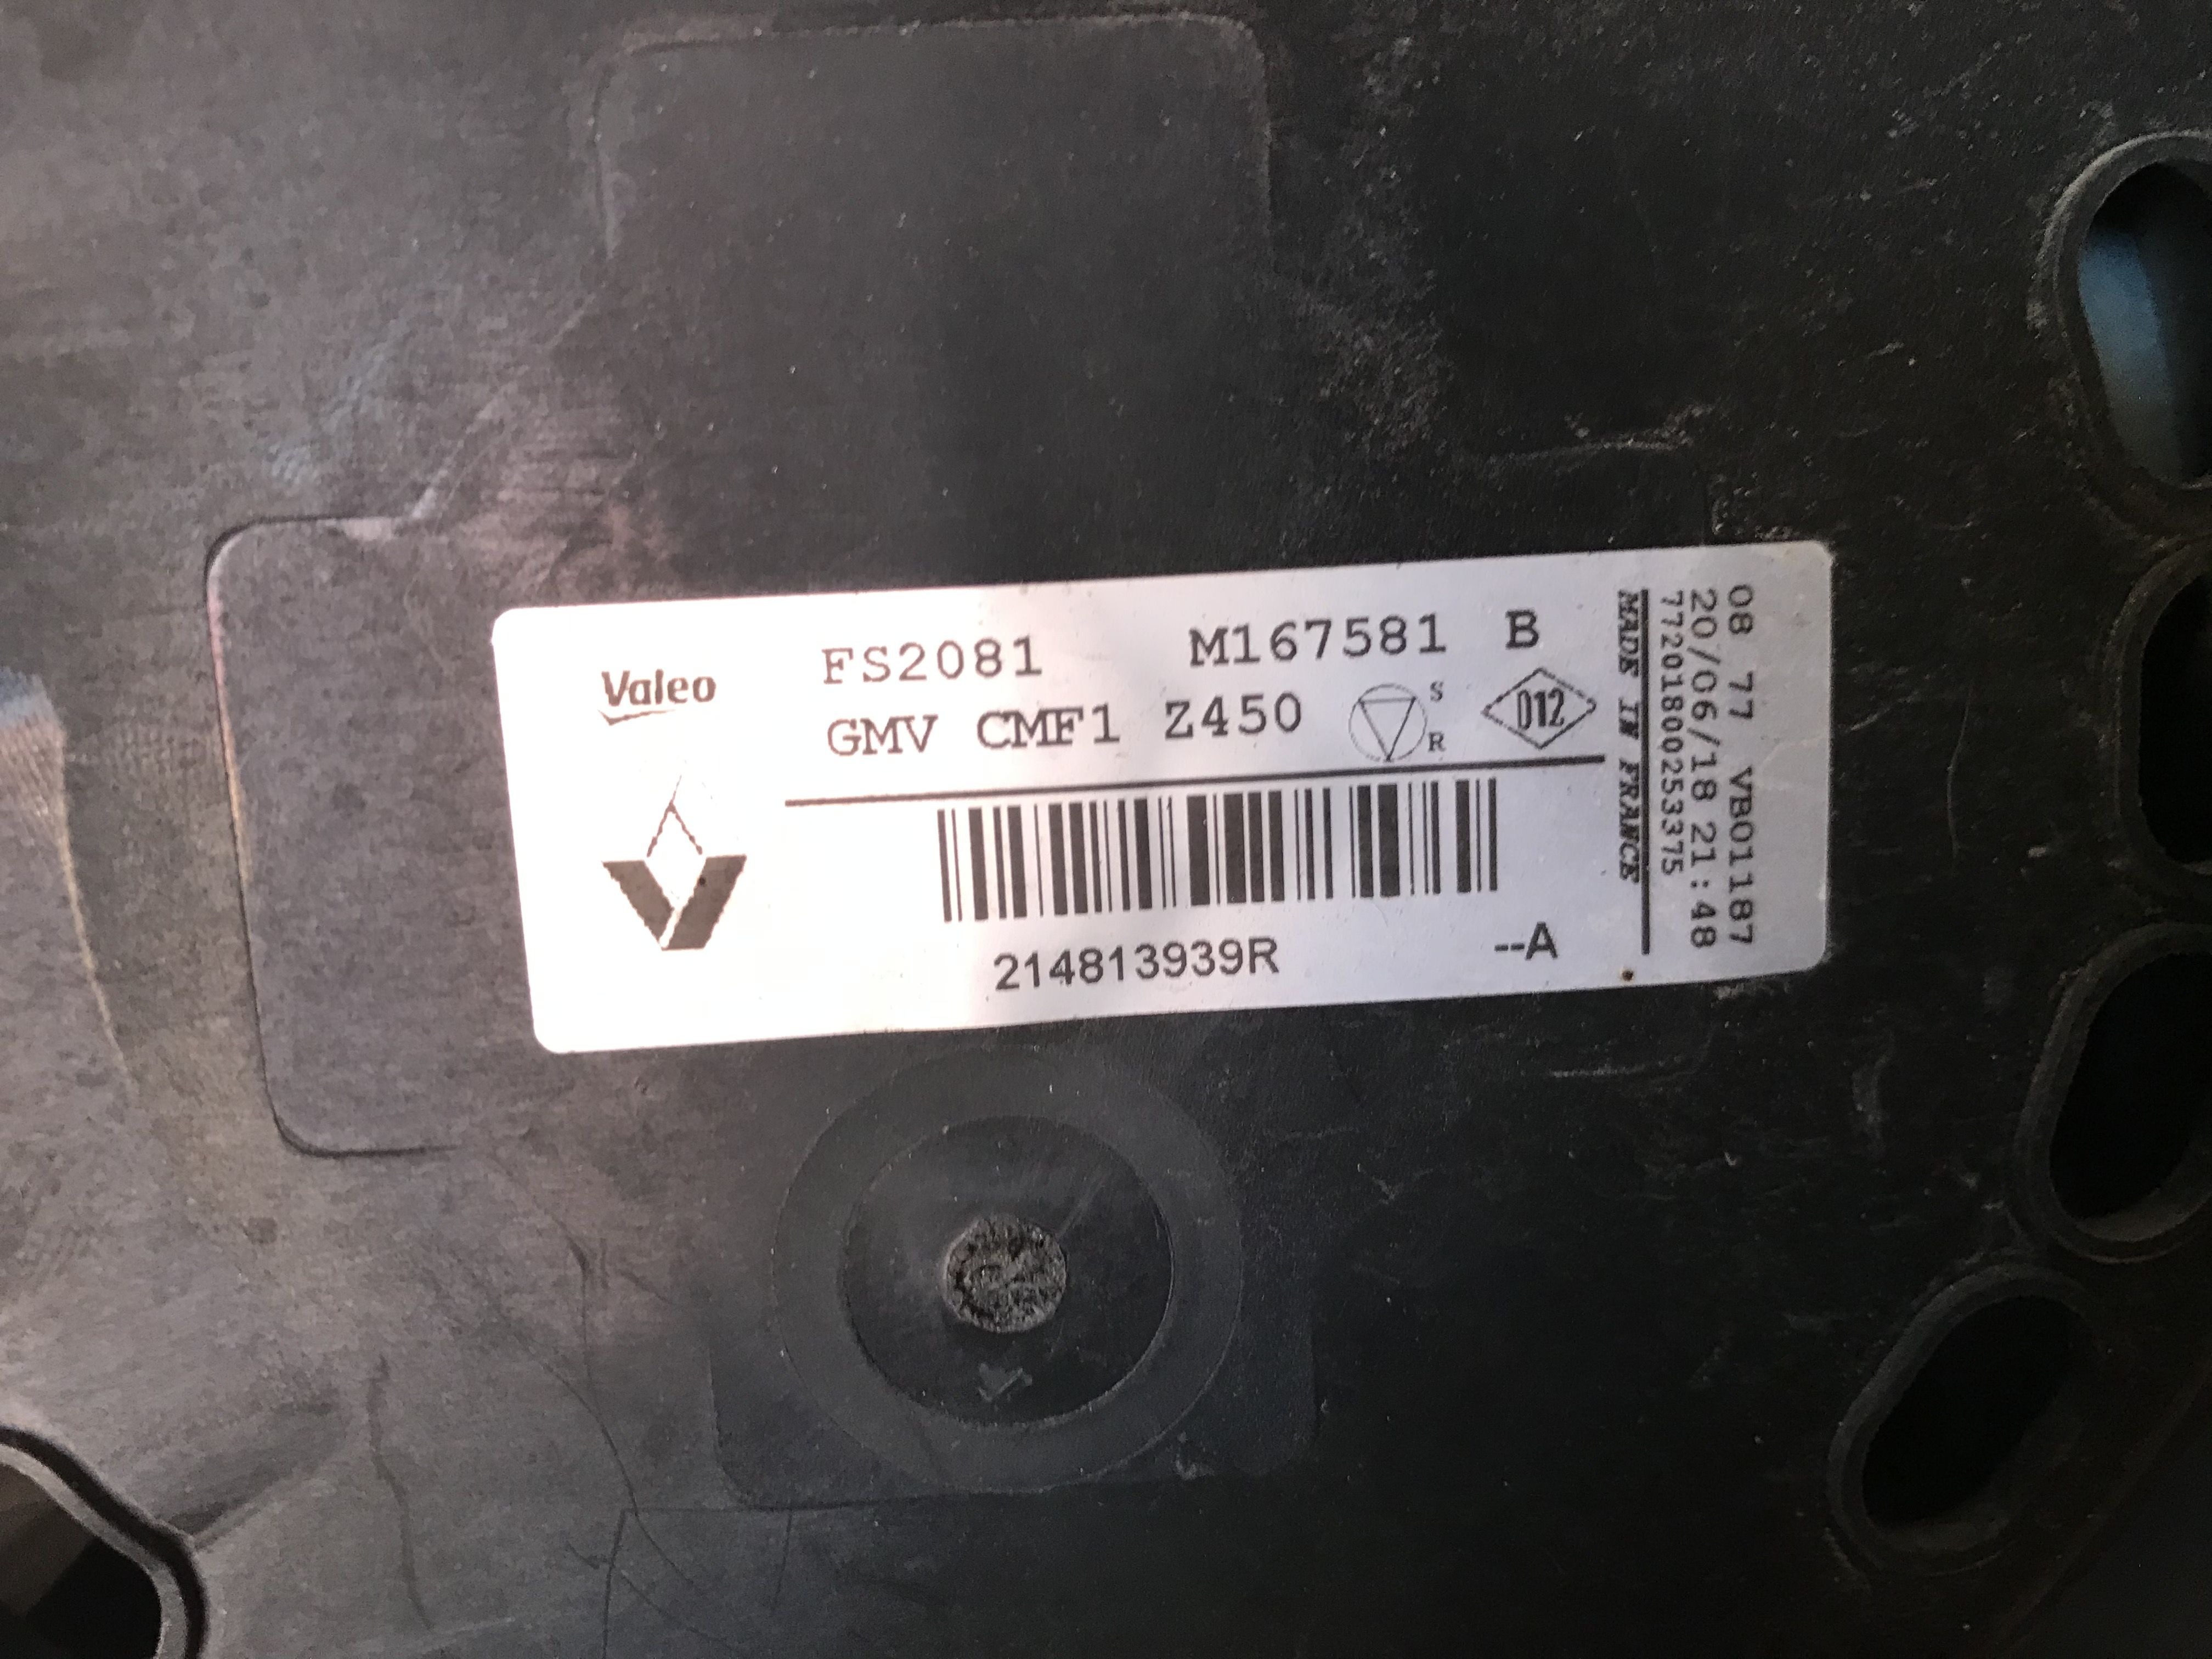 Valeo
FS2081 M167581 B
GMV CMF1 Z450 S R D12
214813939R --A
08 77 VB01187
20/06/18 21:48
77201800253375
MADE IN FRANCE